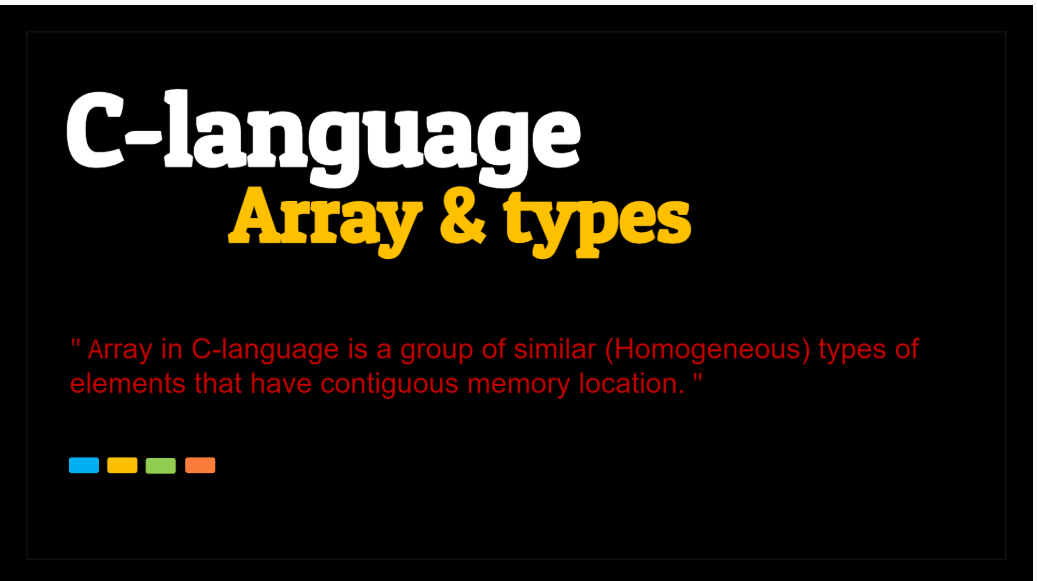 C-language
Array & types
" Array in C-language is a group of similar (Homogeneous) types of
elements that have contiguous memory location. "